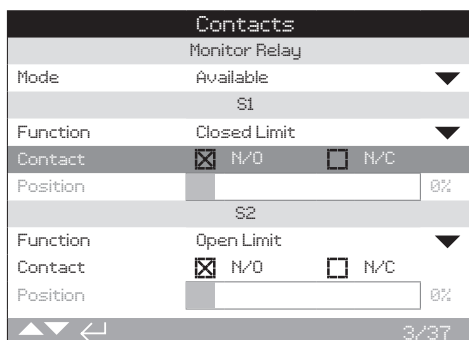 Contacts
Monitor Relay
Mode Available
S1
Function Closed Limit
Contact N/O N/C
Position 0%
S2
Function Open Limit
Contact N/O N/C
Position 0%
3/37